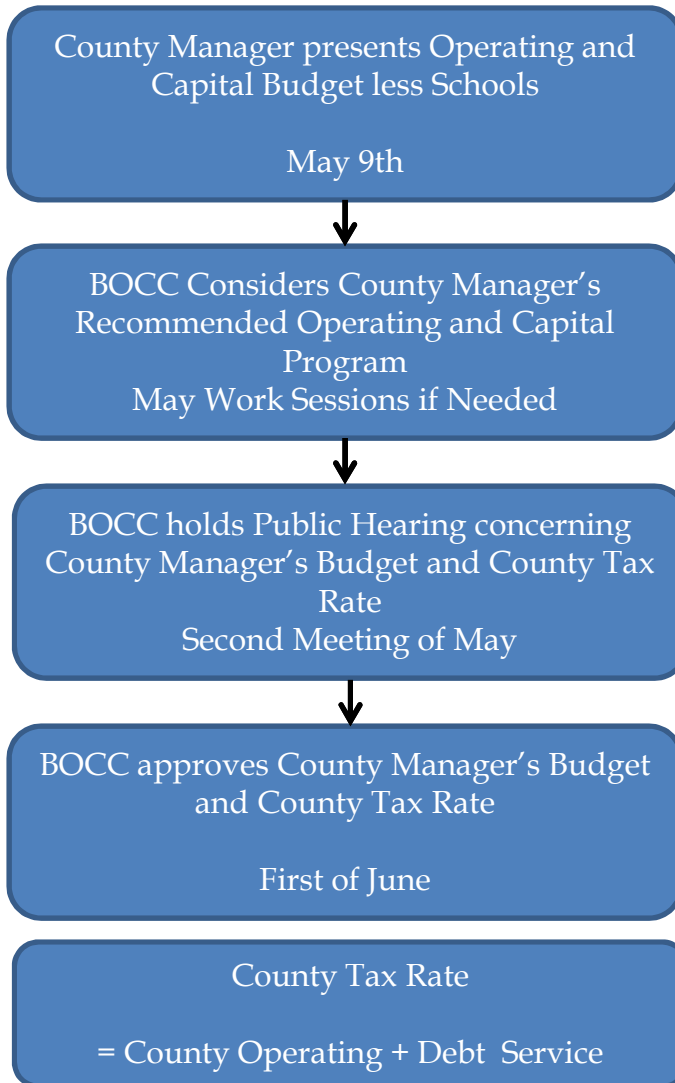 County Manager presents Operating and
Capital Budget less Schools
May 9th
BOCC Considers County Manager’s
Recommended Operating and Capital
Program
May Work Sessions if Needed
BOCC holds Public Hearing concerning
County Manager’s Budget and County Tax
Rate
Second Meeting of May
BOCC approves County Manager’s Budget
and County Tax Rate
First of June
County Tax Rate
= County Operating + Debt Service